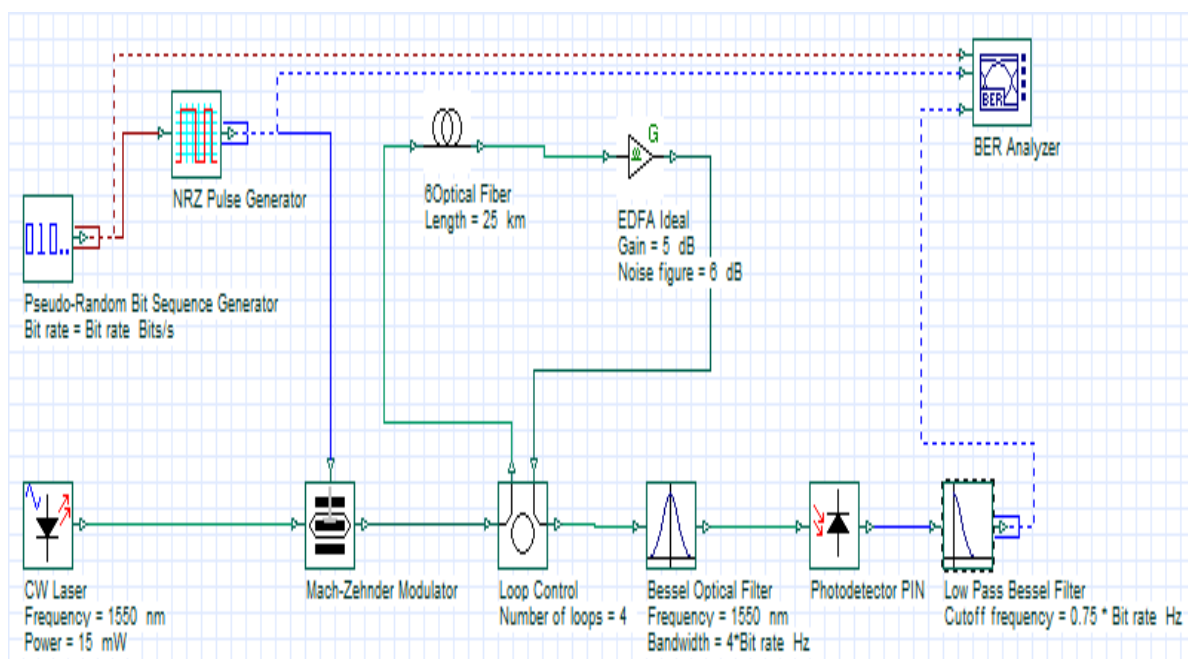 BER
BER Analyzer
NRZ Pulse Generator
6Optical Fiber
Length = 25 km
G
EDFA Ideal
Gain = 5 dB
Noise figure = 6 dB
010..
Pseudo-Random Bit Sequence Generator
Bit rate = Bit rate Bits/s
CW Laser
Frequency = 1550 nm
Power = 15 mW
Mach-Zehnder Modulator
Loop Control
Number of loops = 4
Bessel Optical Filter
Frequency = 1550 nm
Bandwidth = 4*Bit rate Hz
Photodetector PIN
Low Pass Bessel Filter
Cutoff frequency = 0.75 * Bit rate Hz